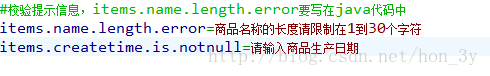 #校验提示信息，items.name.length.error要写在java代码中
items.name.length.error=商品名称的长度请限制在1到30个字符
items.createtime.is.notnull=请输入商品生产日期
http://blog.csdn.net/hon_3y